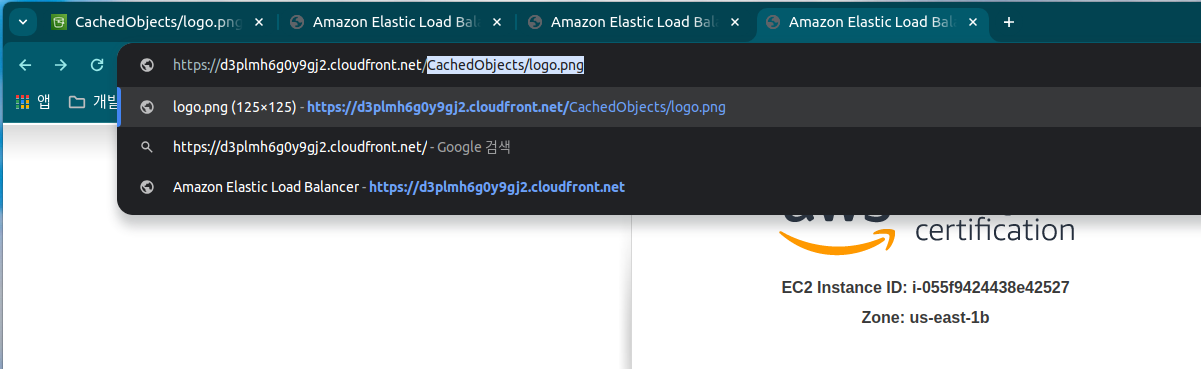 CachedObjects/logo.png
Amazon Elastic Load Bal
Amazon Elastic Load Bal
Amazon Elastic Load Bal
https://d3plmh6g0y9gj2.cloudfront.net/CachedObjects/logo.png
앱
개발
logo.png (125×125) - https://d3plmh6g0y9gj2.cloudfront.net/CachedObjects/logo.png
https://d3plmh6g0y9gj2.cloudfront.net/ - Google 검색
Amazon Elastic Load Balancer - https://d3plmh6g0y9gj2.cloudfront.net
aws
certification
EC2 Instance ID: i-055f9424438e42527
Zone: us-east-1b